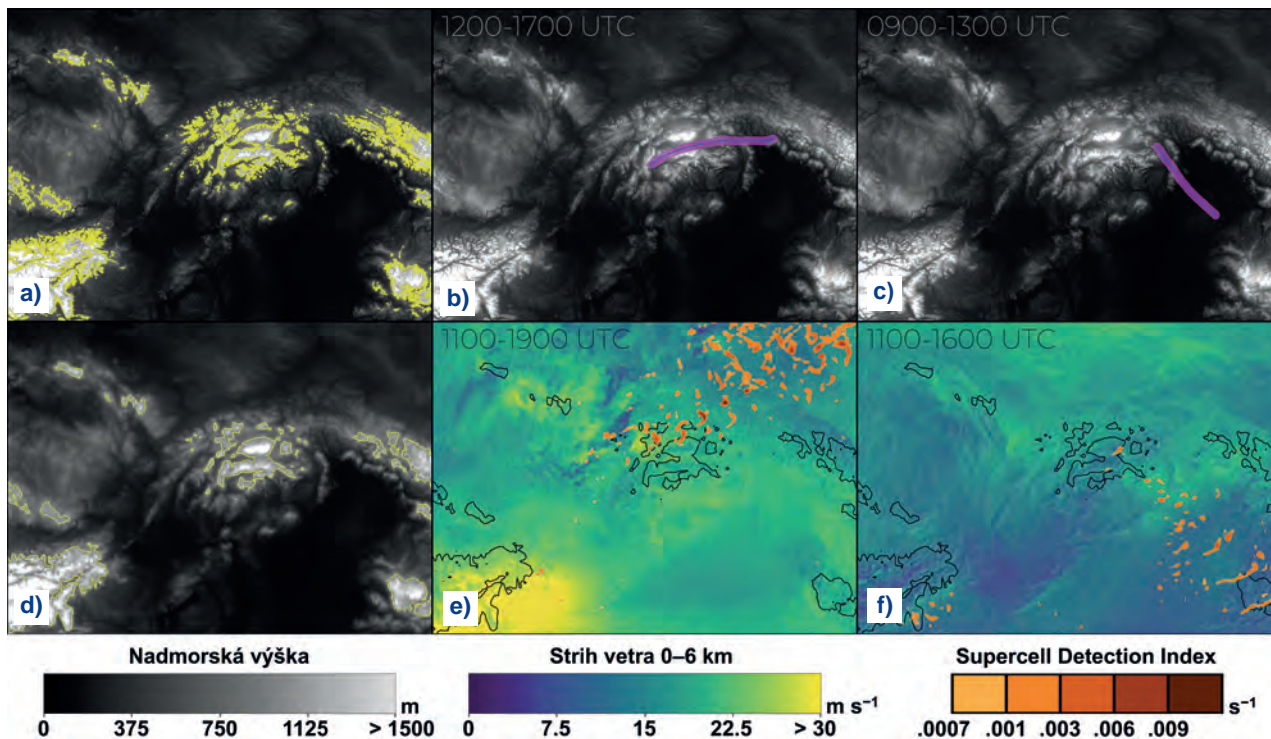 1200-1700 UTC
0900-1300 UTC
a)
b)
c)
1100-1900 UTC
1100-1600 UTC
d)
e)
f)
Nadmorská výška
m
0 375 750 1125 > 1500
Strih vetra 0–6 km
m s⁻¹
0 7.5 15 22.5 > 30
Supercell Detection Index
s⁻¹
.0007 .001 .003 .006 .009